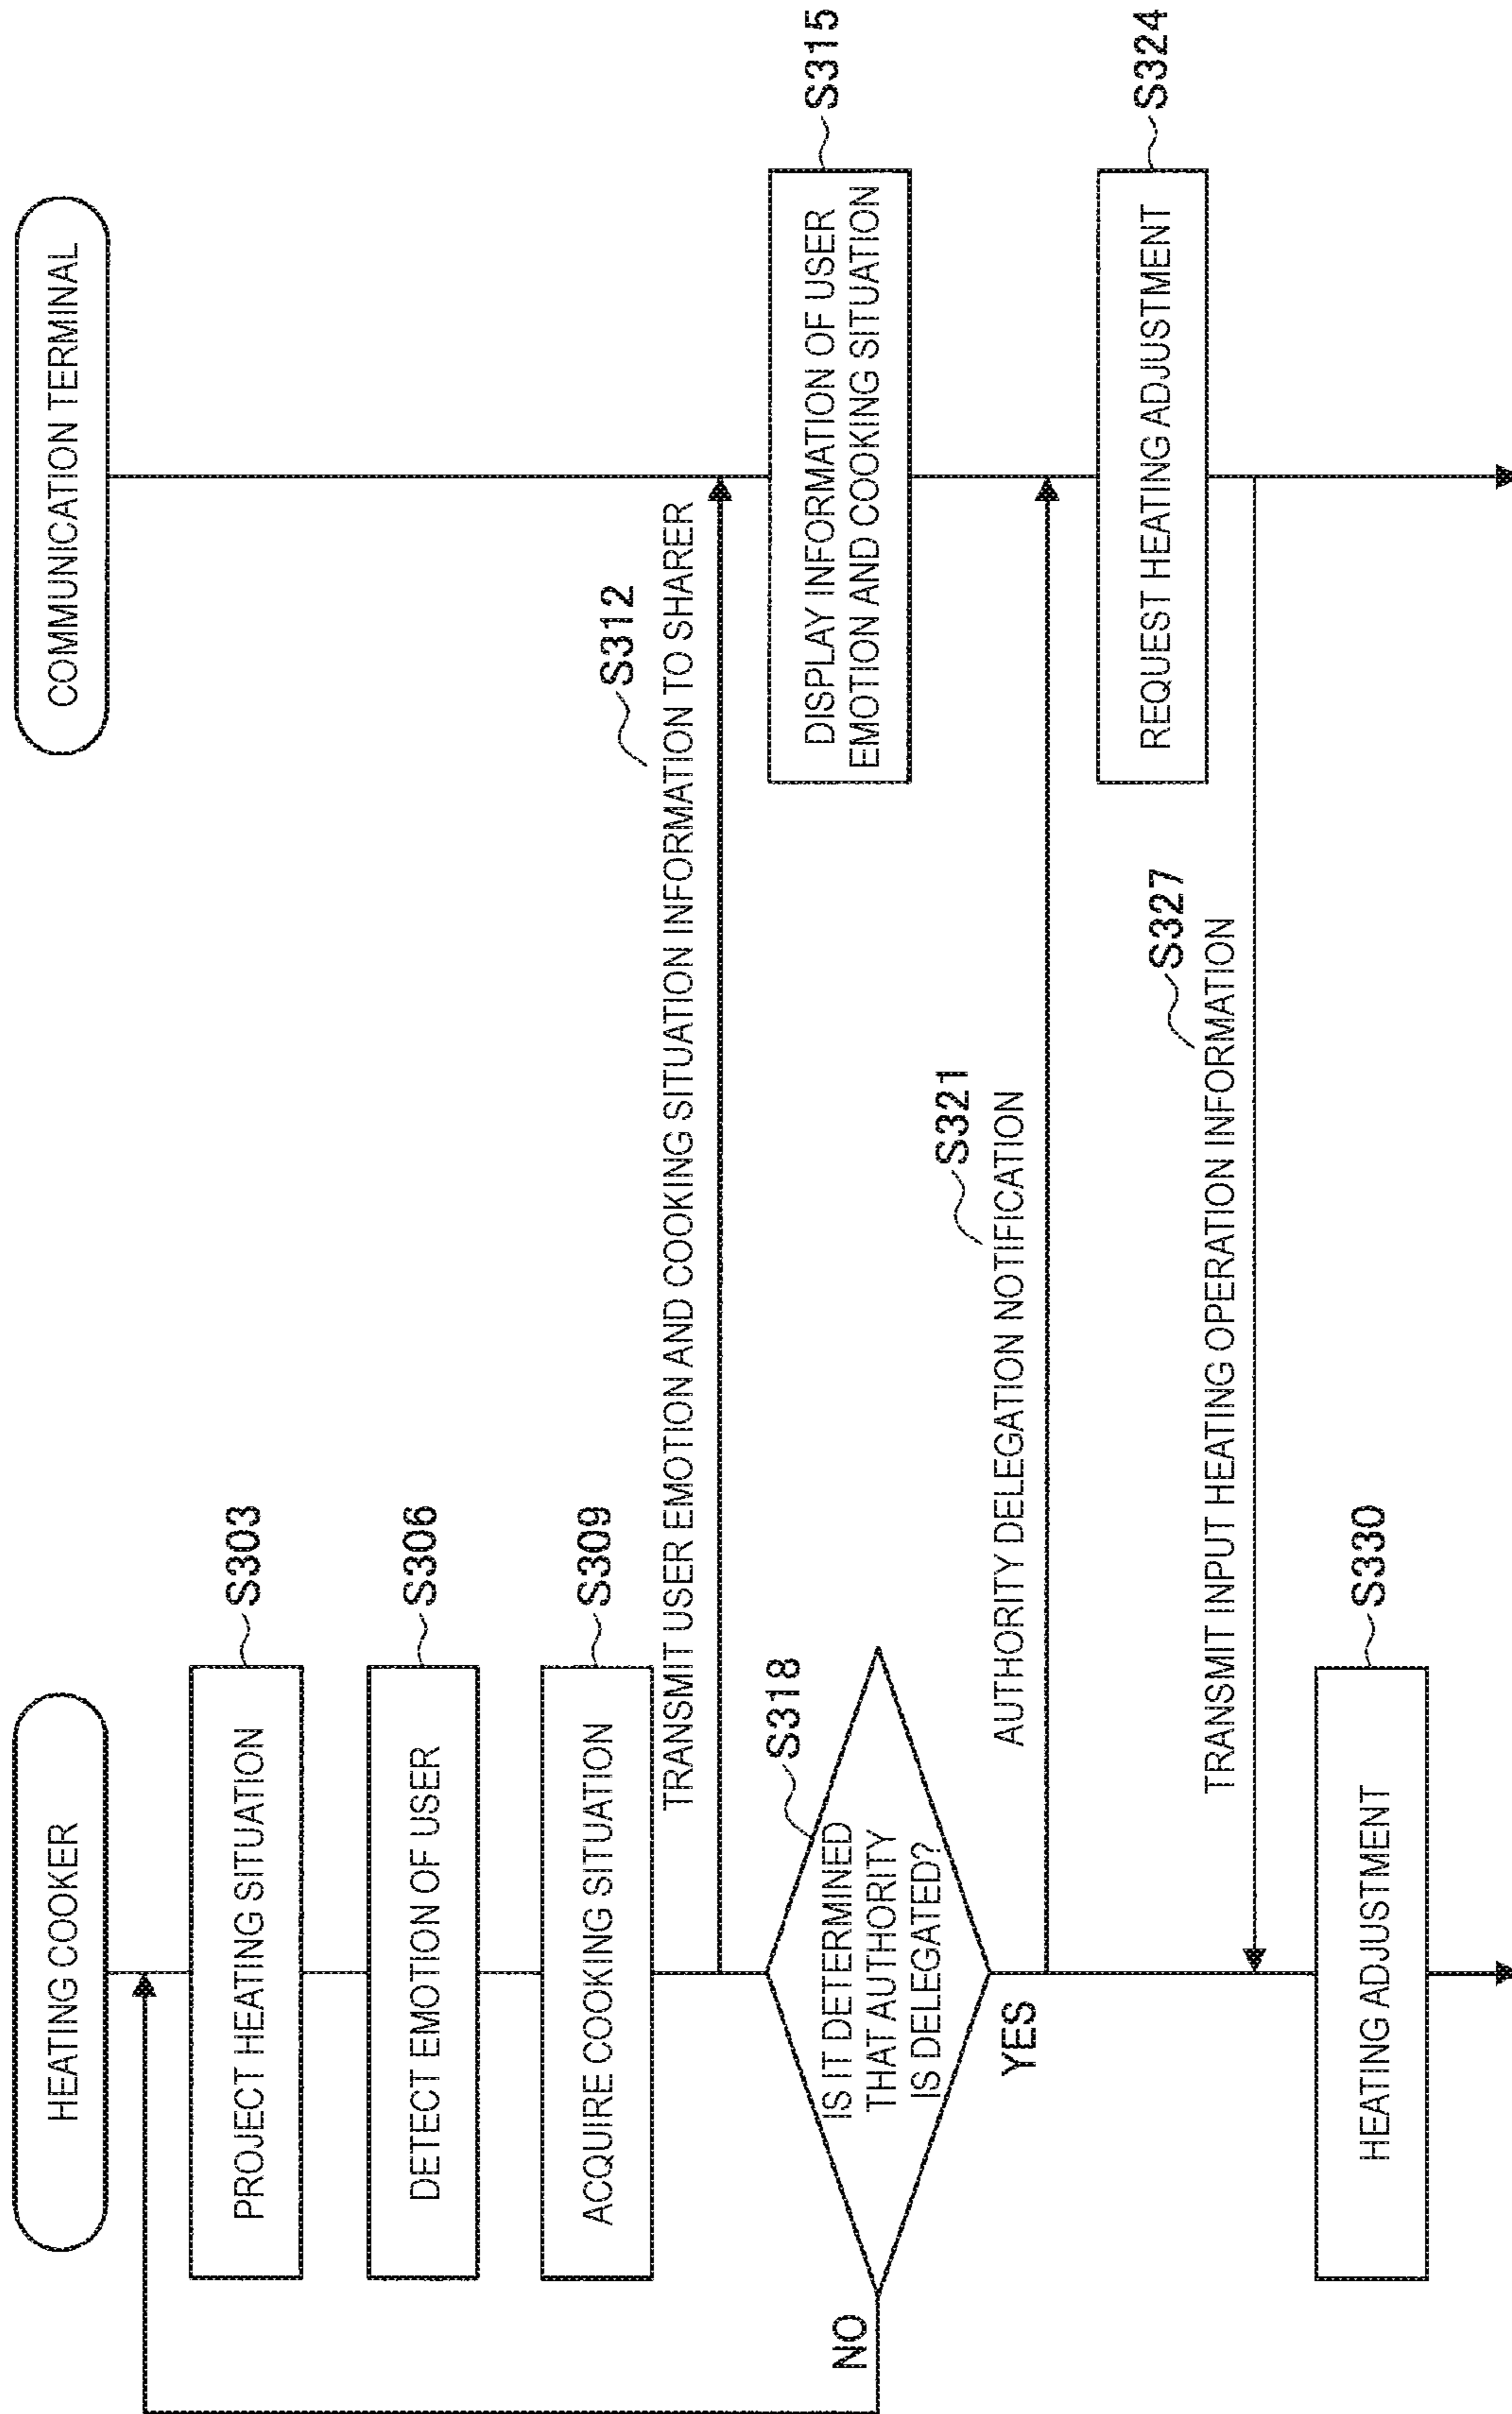 HEATING COOKER
COMMUNICATION TERMINAL
PROJECT HEATING SITUATION
S303
DETECT EMOTION OF USER
S306
ACQUIRE COOKING SITUATION
S309
S312
TRANSMIT USER EMOTION AND COOKING SITUATION INFORMATION TO SHARER
DISPLAY INFORMATION OF USER
EMOTION AND COOKING SITUATION
S315
S318
IS IT DETERMINED
THAT AUTHORITY
IS DELEGATED?
NO
YES
S321
AUTHORITY DELEGATION NOTIFICATION
REQUEST HEATING ADJUSTMENT
S324
S327
TRANSMIT INPUT HEATING OPERATION INFORMATION
HEATING ADJUSTMENT
S330